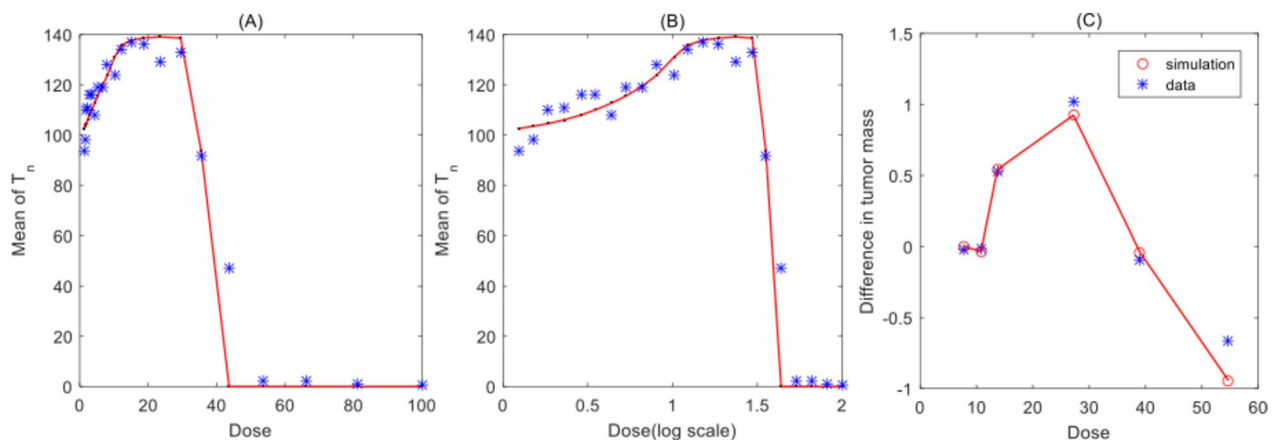 (A)
Mean of T_n
140
120
100
80
60
40
20
0
0 20 40 60 80 100
Dose
(B)
Mean of T_n
140
120
100
80
60
40
20
0
0 0.5 1 1.5 2
Dose(log scale)
(C)
simulation
data
Difference in tumor mass
1.5
1
0.5
0
-0.5
-1
0 10 20 30 40 50 60
Dose